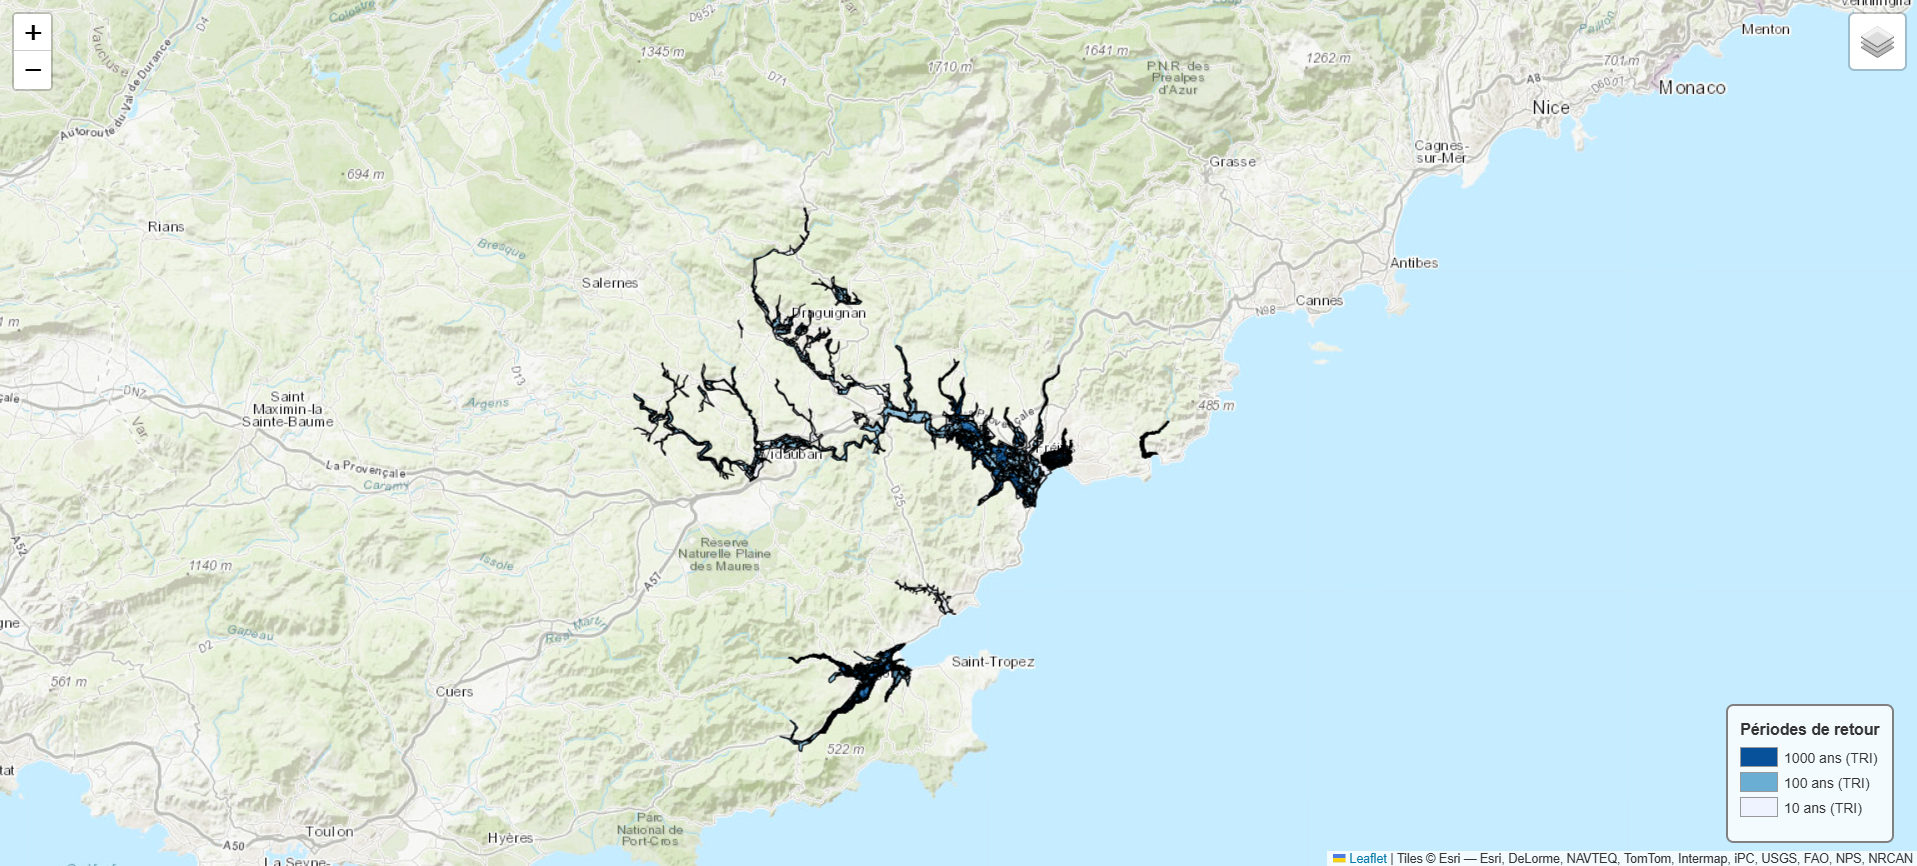 +
−
D952
Colostre
D4
Vaucluse
Autoroute du Val de Durance
1345 m
D71
1710 m
1641 m
P.N.R. des
Préalpes
d'Azur
1262 m
Paillon
Menton
701 m
A8
D6007
Monaco
Nice
Cagnes-
sur-Mer
Grasse
694 m
Rians
Bresque
Salernes
Antibes
Cannes
Draguignan
D13
DN7
Saint
Maximin-la
Sainte-Baume
Argens
Var
485 m
Vidauban
La Provençale
Caramy
D25
A52
Réserve
Naturelle Plaine
des Maures
Issole
1140 m
A57
Real Martin
Gapeau
D2
561 m
Cuers
Saint-Tropez
522 m
Parc
National de
Port-Cros
Toulon
Hyères
A50
La Seyne-
Périodes de retour
1000 ans (TRI)
100 ans (TRI)
10 ans (TRI)
Leaflet | Tiles © Esri — Esri, DeLorme, NAVTEQ, TomTom, Intermap, iPC, USGS, FAO, NPS, NRCAN